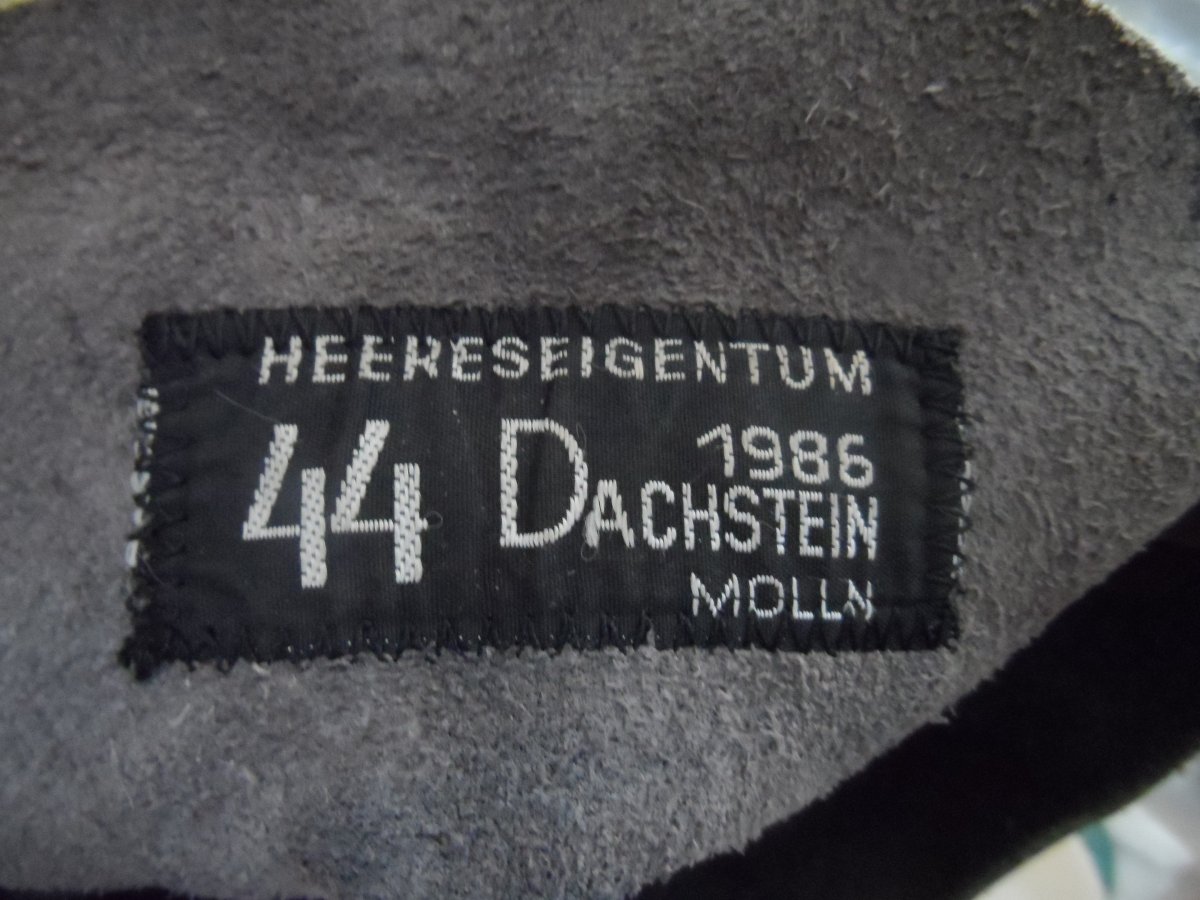 HEERESEIGENTUM
44 DACHSTEIN 1986
MOLLN